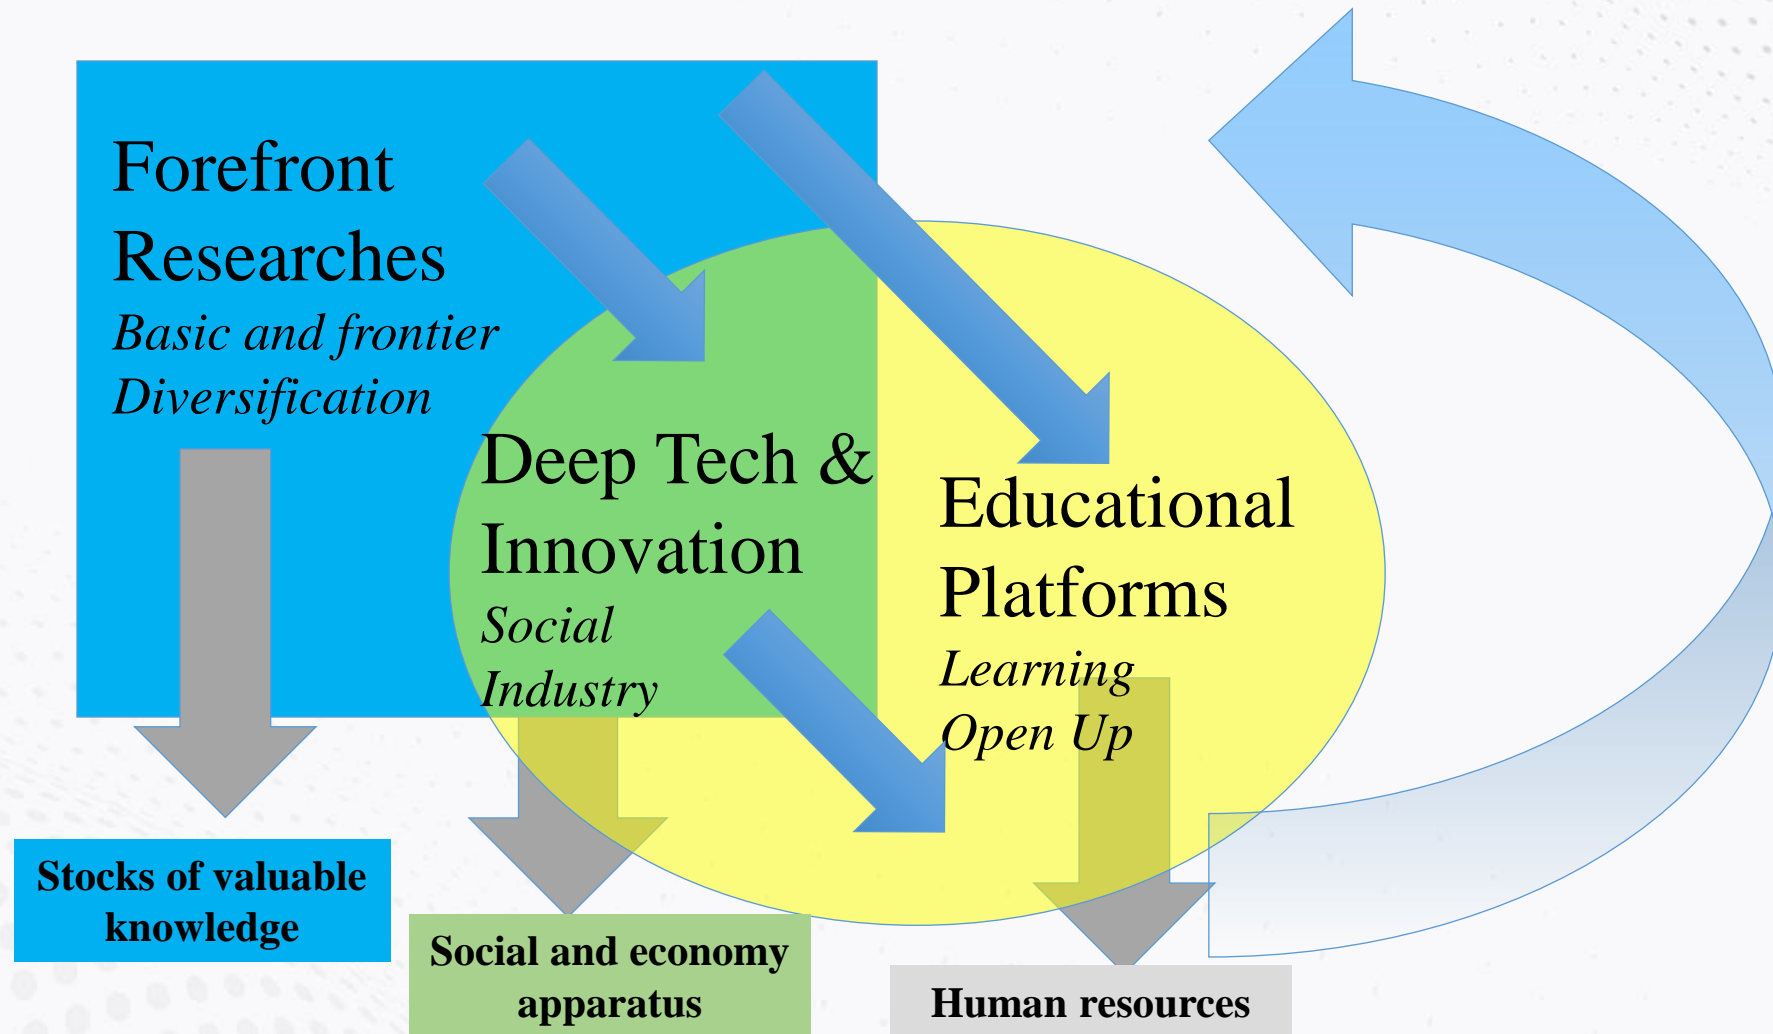 Forefront
Researches
Basic and frontier
Diversification
Deep Tech &
Innovation
Social
Industry
Educational
Platforms
Learning
Open Up
Stocks of valuable
knowledge
Social and economy
apparatus
Human resources